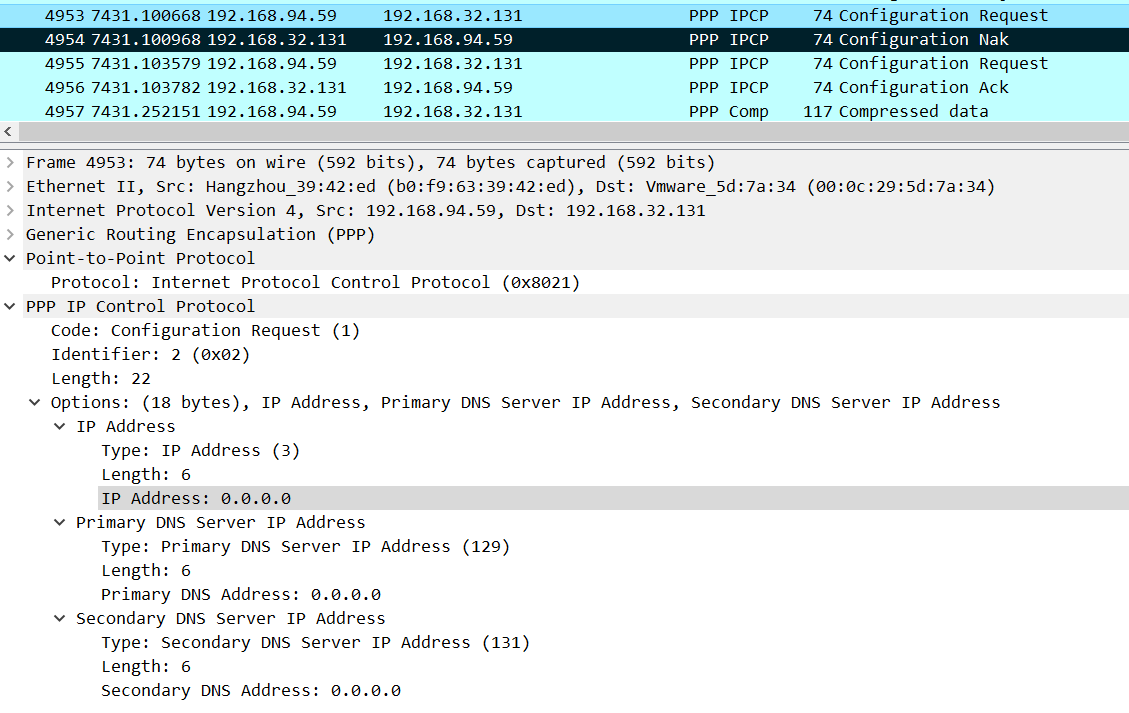 4953 7431.100668 192.168.94.59 192.168.32.131 PPP IPCP 74 Configuration Request
4954 7431.100968 192.168.32.131 192.168.94.59 PPP IPCP 74 Configuration Nak
4955 7431.103579 192.168.94.59 192.168.32.131 PPP IPCP 74 Configuration Request
4956 7431.103782 192.168.32.131 192.168.94.59 PPP IPCP 74 Configuration Ack
4957 7431.252151 192.168.94.59 192.168.32.131 PPP Comp 117 Compressed data
Frame 4953: 74 bytes on wire (592 bits), 74 bytes captured (592 bits)
Ethernet II, Src: Hangzhou_39:42:ed (b0:f9:63:39:42:ed), Dst: Vmware_5d:7a:34 (00:0c:29:5d:7a:34)
Internet Protocol Version 4, Src: 192.168.94.59, Dst: 192.168.32.131
Generic Routing Encapsulation (PPP)
Point-to-Point Protocol
Protocol: Internet Protocol Control Protocol (0x8021)
PPP IP Control Protocol
Code: Configuration Request (1)
Identifier: 2 (0x02)
Length: 22
Options: (18 bytes), IP Address, Primary DNS Server IP Address, Secondary DNS Server IP Address
IP Address
Type: IP Address (3)
Length: 6
IP Address: 0.0.0.0
Primary DNS Server IP Address
Type: Primary DNS Server IP Address (129)
Length: 6
Primary DNS Address: 0.0.0.0
Secondary DNS Server IP Address
Type: Secondary DNS Server IP Address (131)
Length: 6
Secondary DNS Address: 0.0.0.0